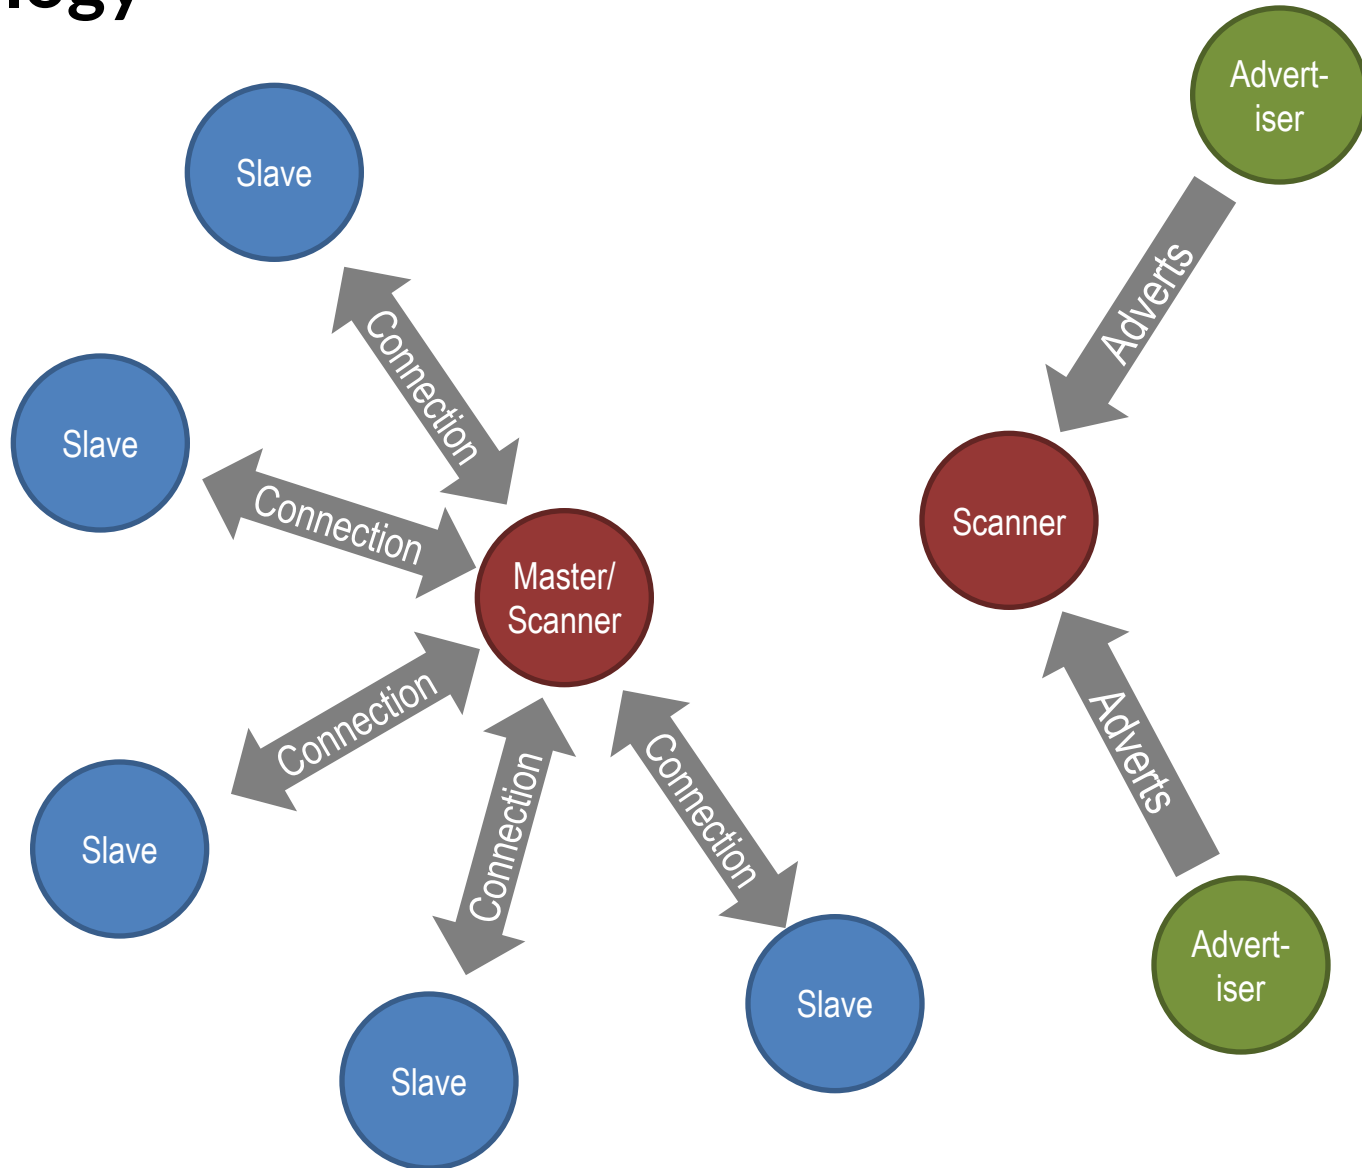 logy
Slave
Connection
Slave
Connection
Master/
Scanner
Connection
Slave
Connection
Slave
Connection
Slave
Advert-
iser
Adverts
Scanner
Adverts
Advert-
iser